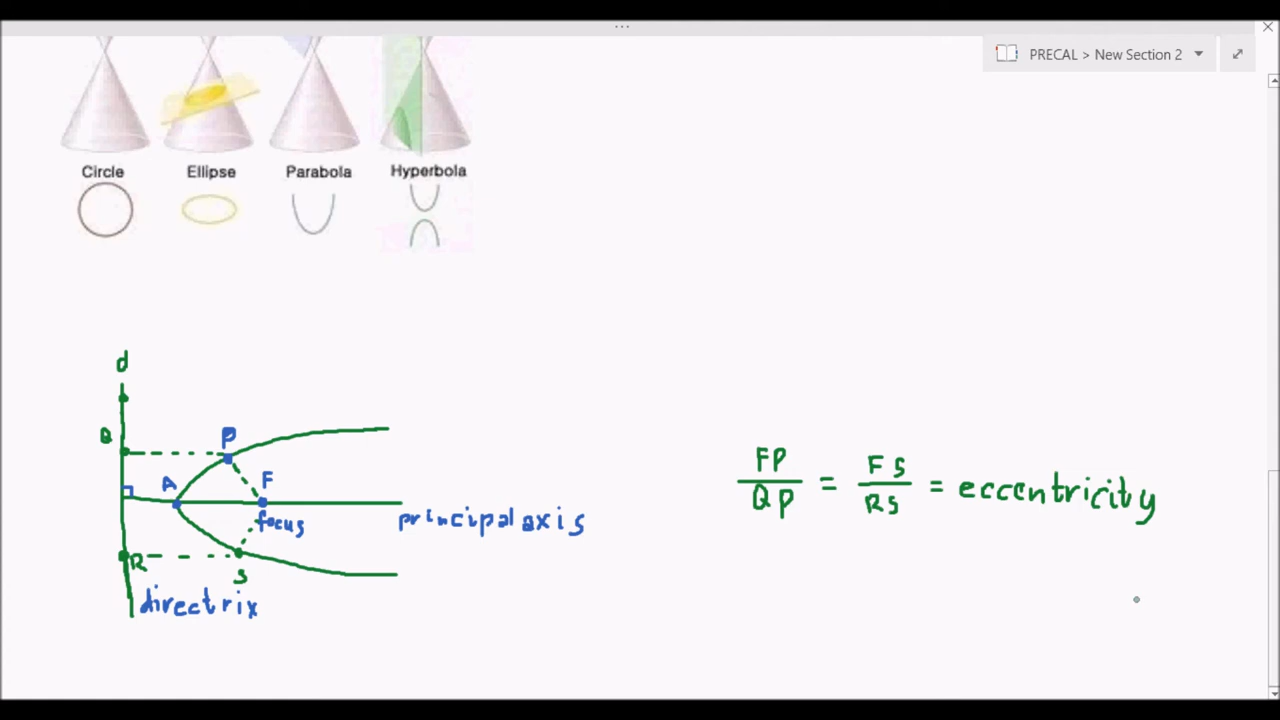 PRECAL > New Section 2
Circle Ellipse Parabola Hyperbola
d
Q
P
A
F
focus
principal axis
R
S
directrix
FP/QP = FS/RS = eccentricity